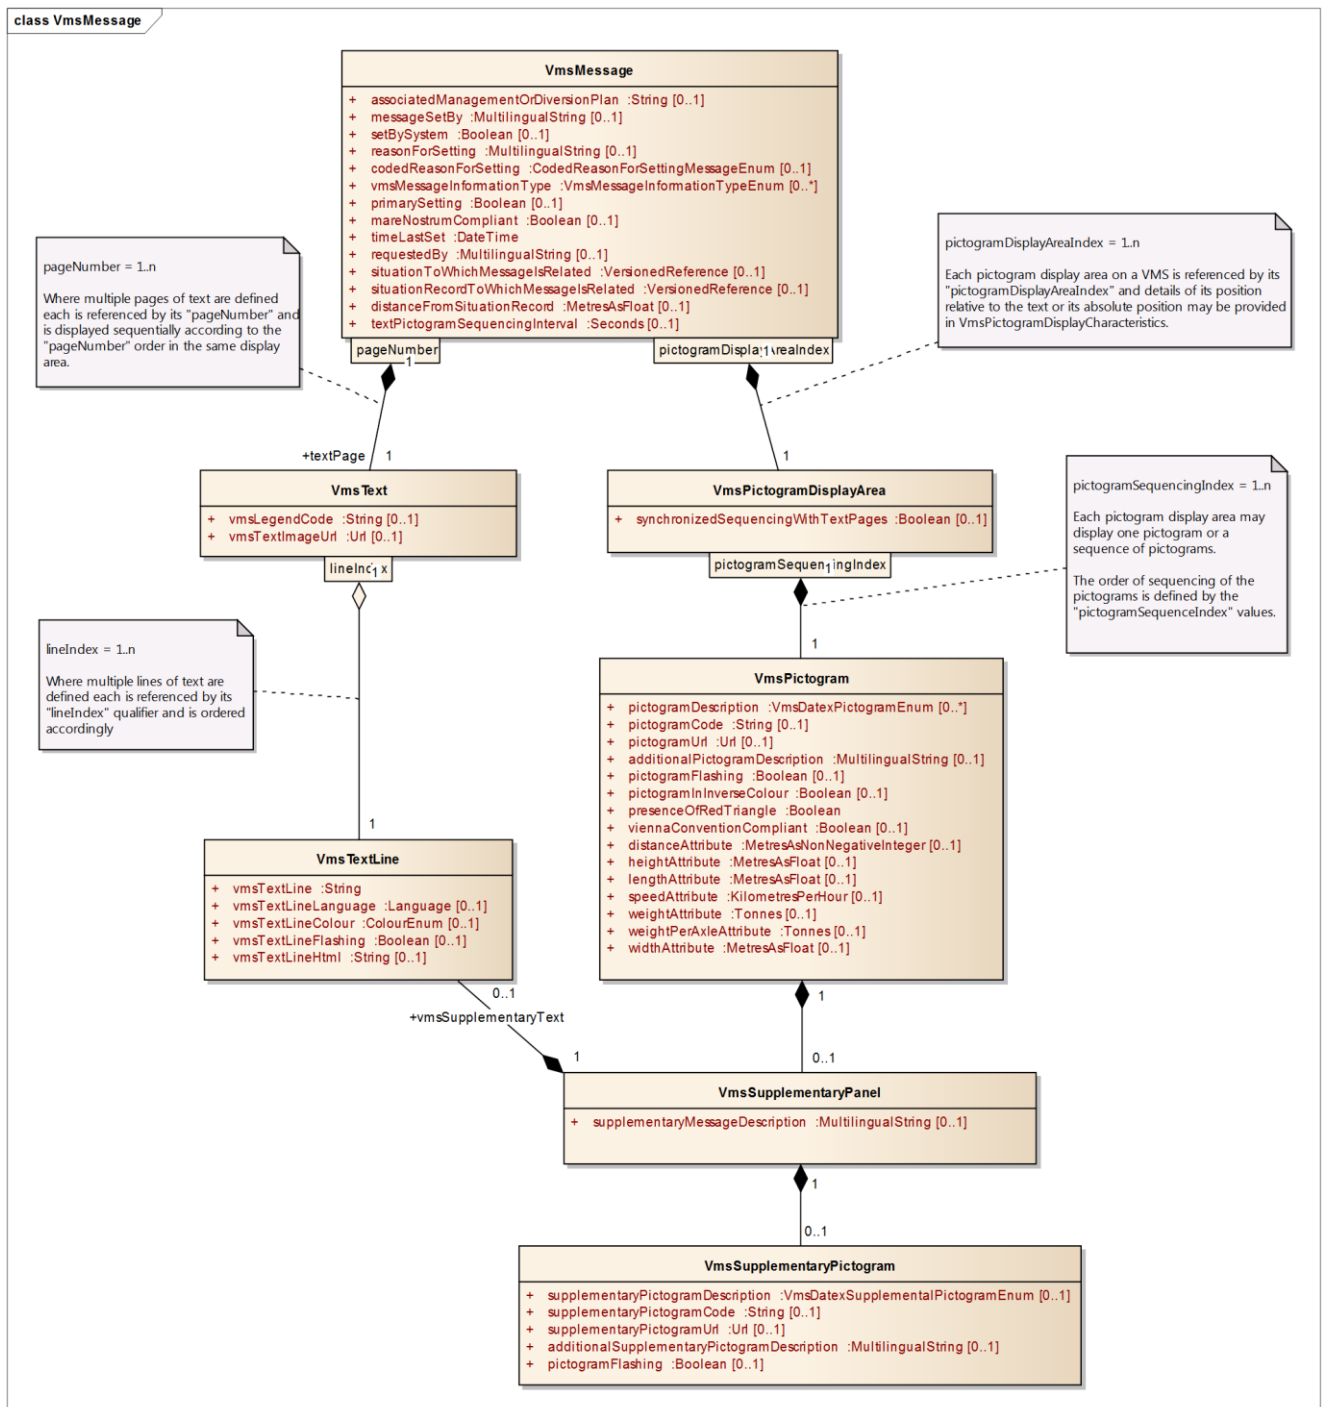 class VmsMessage
VmsMessage
+ associatedManagementOrDiversionPlan :String [0..1]
+ messageSetBy :MultilingualString [0..1]
+ setBySystem :Boolean [0..1]
+ reasonForSetting :MultilingualString [0..1]
+ codedReasonForSetting :CodedReasonForSettingMessageEnum [0..1]
+ vmsMessageInformationType :VmsMessageInformationTypeEnum [0..*]
+ primarySetting :Boolean [0..1]
+ mareNostrumCompliant :Boolean [0..1]
+ timeLastSet :DateTime
+ requestedBy :MultilingualString [0..1]
+ situationToWhichMessageIsRelated :VersionedReference [0..1]
+ situationRecordToWhichMessageIsRelated :VersionedReference [0..1]
+ distanceFromSituationRecord :MetresAsFloat [0..1]
+ textPictogramSequencingInterval :Seconds [0..1]
pageNumber = 1..n
Where multiple pages of text are defined
each is referenced by its "pageNumber" and
is displayed sequentially according to the
"pageNumber" order in the same display
area.
pictogramDisplayAreaIndex = 1..n
Each pictogram display area on a VMS is referenced by its
"pictogramDisplayAreaIndex" and details of its position
relative to the text or its absolute position may be provided
in VmsPictogramDisplayCharacteristics.
pageNumber
1
pictogramDisplayAreaIndex
1
+textPage 1
1
VmsText
+ vmsLegendCode :String [0..1]
+ vmsTextImageUrl :Url [0..1]
lineIndex
1
VmsPictogramDisplayArea
+ synchronizedSequencingWithTextPages :Boolean [0..1]
pictogramSequencingIndex
1
pictogramSequencingIndex = 1..n
Each pictogram display area may
display one pictogram or a
sequence of pictograms.
The order of sequencing of the
pictograms is defined by the
"pictogramSequenceIndex" values.
lineIndex = 1..n
Where multiple lines of text are
defined each is referenced by its
"lineIndex" qualifier and is ordered
accordingly
1
VmsPictogram
+ pictogramDescription :VmsDatexPictogramEnum [0..*]
+ pictogramCode :String [0..1]
+ pictogramUrl :Url [0..1]
+ additionalPictogramDescription :MultilingualString [0..1]
+ pictogramFlashing :Boolean [0..1]
+ pictogramInInverseColour :Boolean [0..1]
+ presenceOfRedTriangle :Boolean
+ viennaConventionCompliant :Boolean [0..1]
+ distanceAttribute :MetresAsNonNegativeInteger [0..1]
+ heightAttribute :MetresAsFloat [0..1]
+ lengthAttribute :MetresAsFloat [0..1]
+ speedAttribute :KilometresPerHour [0..1]
+ weightAttribute :Tonnes [0..1]
+ weightPerAxleAttribute :Tonnes [0..1]
+ widthAttribute :MetresAsFloat [0..1]
1
VmsTextLine
+ vmsTextLine :String
+ vmsTextLineLanguage :Language [0..1]
+ vmsTextLineColour :ColourEnum [0..1]
+ vmsTextLineFlashing :Boolean [0..1]
+ vmsTextLineHtml :String [0..1]
0..1
+vmsSupplementaryText
1
1
0..1
VmsSupplementaryPanel
+ supplementaryMessageDescription :MultilingualString [0..1]
1
0..1
VmsSupplementaryPictogram
+ supplementaryPictogramDescription :VmsDatexSupplementalPictogramEnum [0..1]
+ supplementaryPictogramCode :String [0..1]
+ supplementaryPictogramUrl :Url [0..1]
+ additionalSupplementaryPictogramDescription :MultilingualString [0..1]
+ pictogramFlashing :Boolean [0..1]